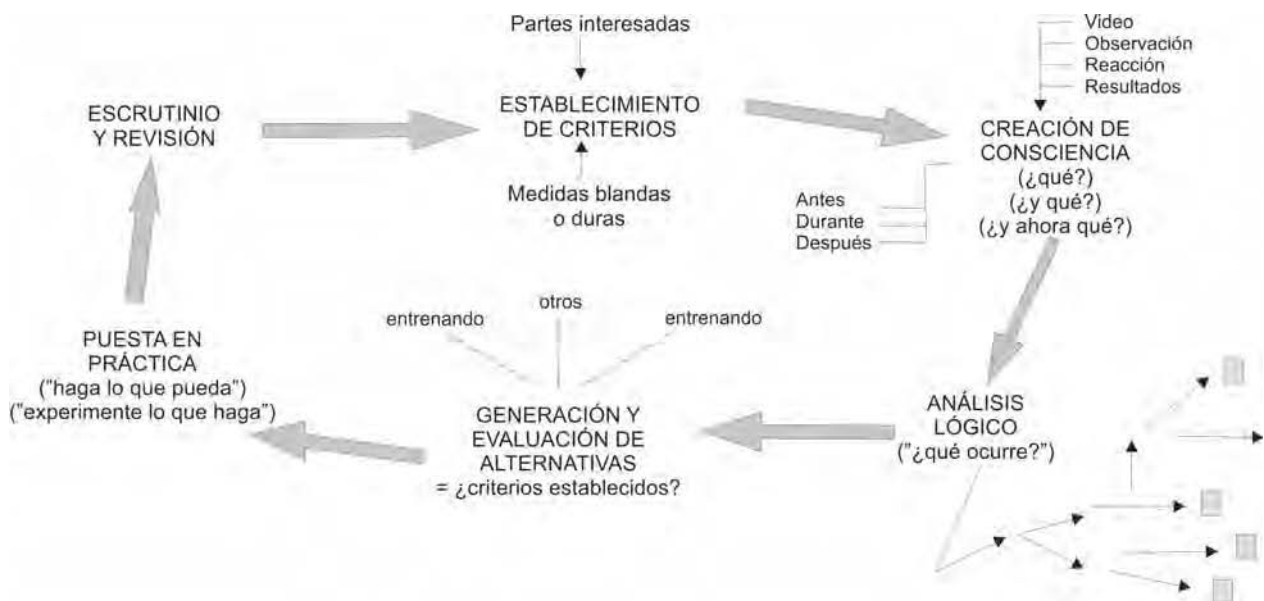 Partes interesadas
ESTABLECIMIENTO
DE CRITERIOS
Medidas blandas
o duras
Video
Observación
Reacción
Resultados
CREACIÓN DE
CONSCIENCIA
(¿qué?)
(¿y qué?)
(¿y ahora qué?)
Antes
Durante
Después
ANÁLISIS
LÓGICO
("¿qué ocurre?")
entrenando
otros
entrenando
GENERACIÓN Y
EVALUACIÓN DE
ALTERNATIVAS
= ¿criterios establecidos?
PUESTA EN
PRÁCTICA
("haga lo que pueda")
("experimente lo que haga")
ESCRUTINIO
Y REVISIÓN